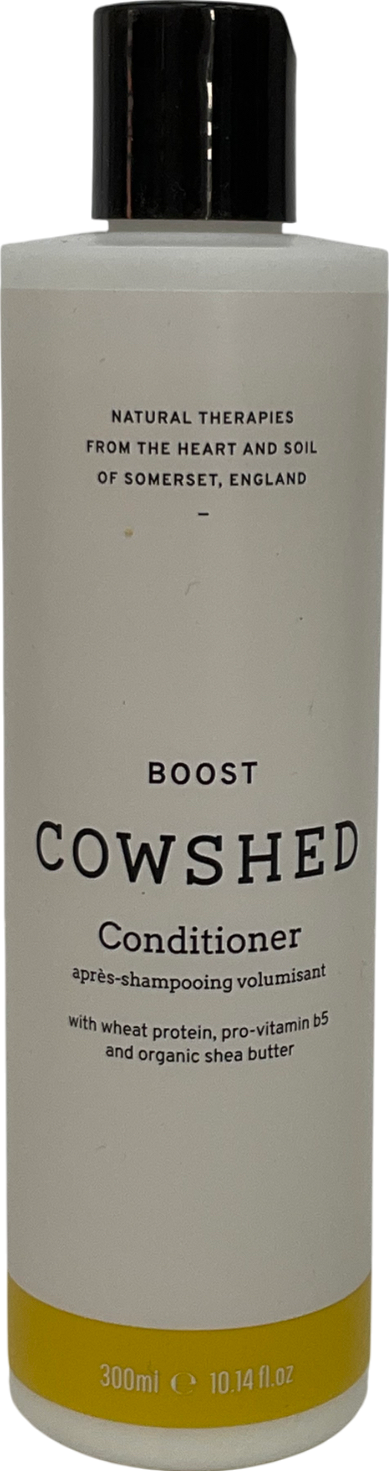 NATURAL THERAPIES
FROM THE HEART AND SOIL
OF SOMERSET, ENGLAND
–
BOOST
COWSHED
Conditioner
après-shampooing volumisant
with wheat protein, pro-vitamin b5
and organic shea butter
300ml ℮ 10.14 fl.oz